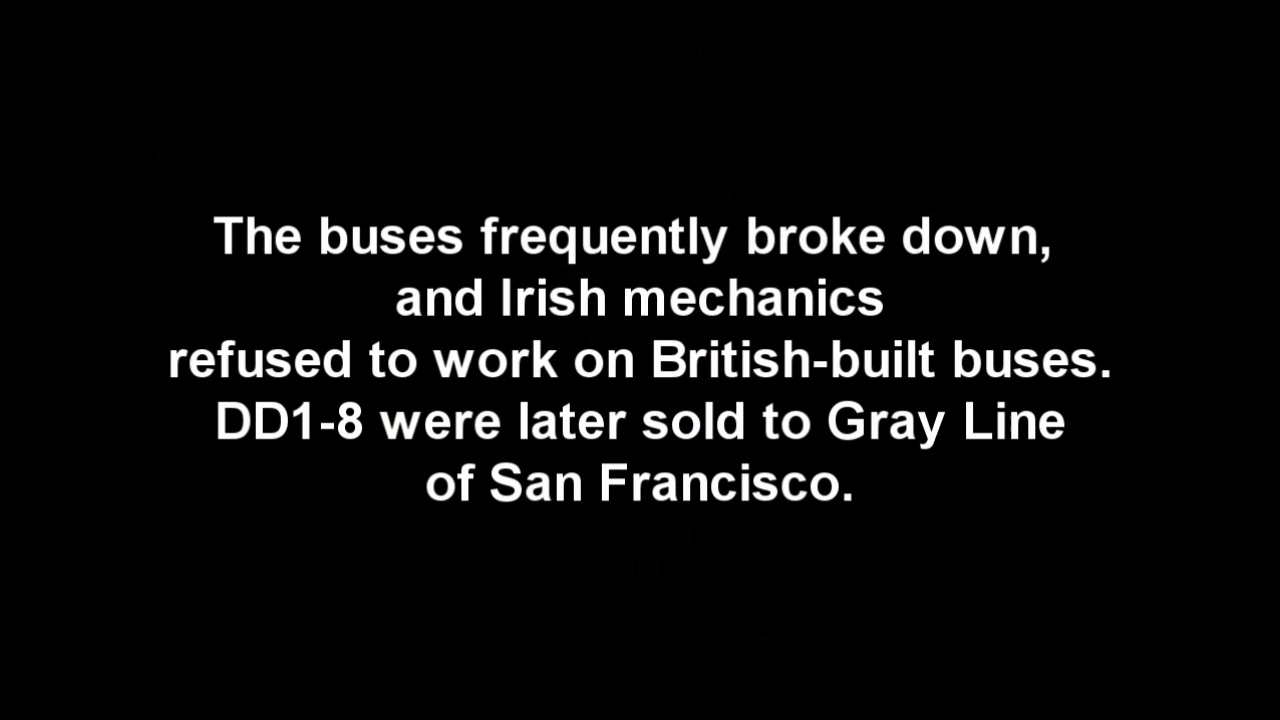 The buses frequently broke down,
and Irish mechanics
refused to work on British-built buses.
DD1-8 were later sold to Gray Line
of San Francisco.